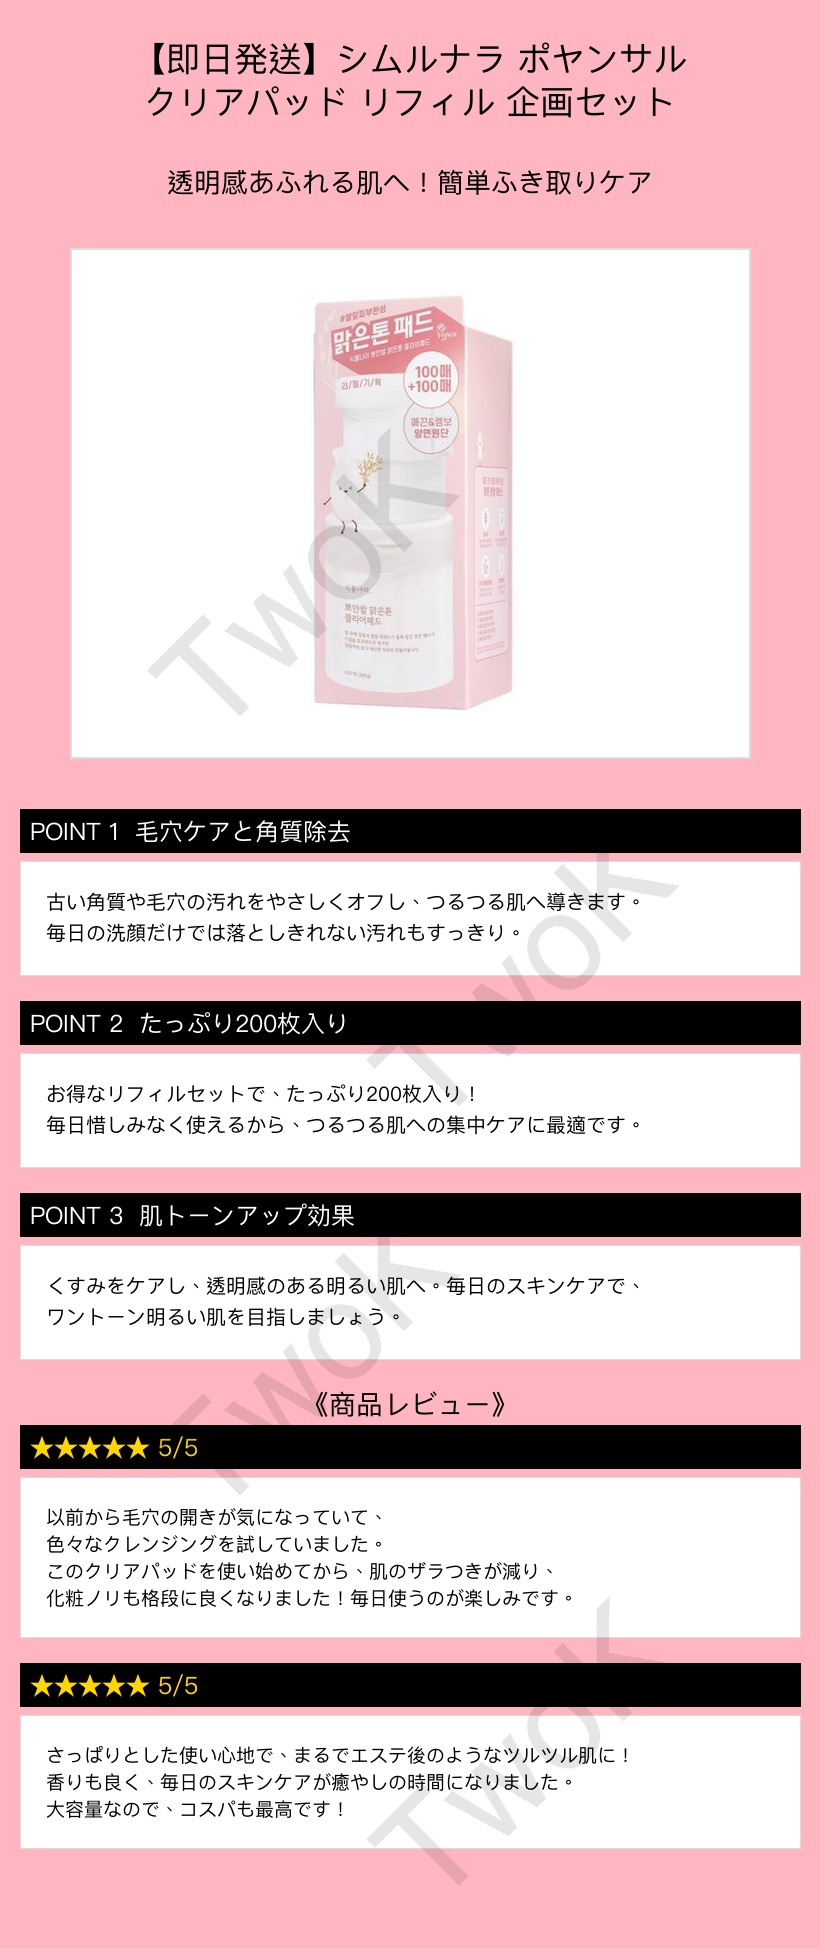 【即日発送】シムルナラ ポヤンサル
クリアパッド リフィル 企画セット
透明感あふれる肌へ！簡単ふき取りケア
#쌀알피부완성
맑은톤 패드
식물나라 뽀안쌀 맑은톤 클리어패드
리/필/기/획
100매
+100매
매끈&엠보
양면원단
식물나라.
뽀안쌀 맑은톤
클리어패드
TwoK
POINT 1 毛穴ケアと角質除去
古い角質や毛穴の汚れをやさしくオフし、つるつる肌へ導きます。
毎日の洗顔だけでは落としきれない汚れもすっきり。
TwoK
POINT 2 たっぷり200枚入り
お得なリフィルセットで、たっぷり200枚入り！
毎日惜しみなく使えるから、つるつる肌への集中ケアに最適です。
POINT 3 肌トーンアップ効果
くすみをケアし、透明感のある明るい肌へ。毎日のスキンケアで、
ワントーン明るい肌を目指しましょう。
TwoK
《商品レビュー》
★★★★★ 5/5
以前から毛穴の開きが気になっていて、
色々なクレンジングを試していました。
このクリアパッドを使い始めてから、肌のザラつきが減り、
化粧ノリも格段に良くなりました！毎日使うのが楽しみです。
★★★★★ 5/5
さっぱりとした使い心地で、まるでエステ後のようなツルツル肌に！
香りも良く、毎日のスキンケアが癒やしの時間になりました。
大容量なので、コスパも最高です！
TwoK